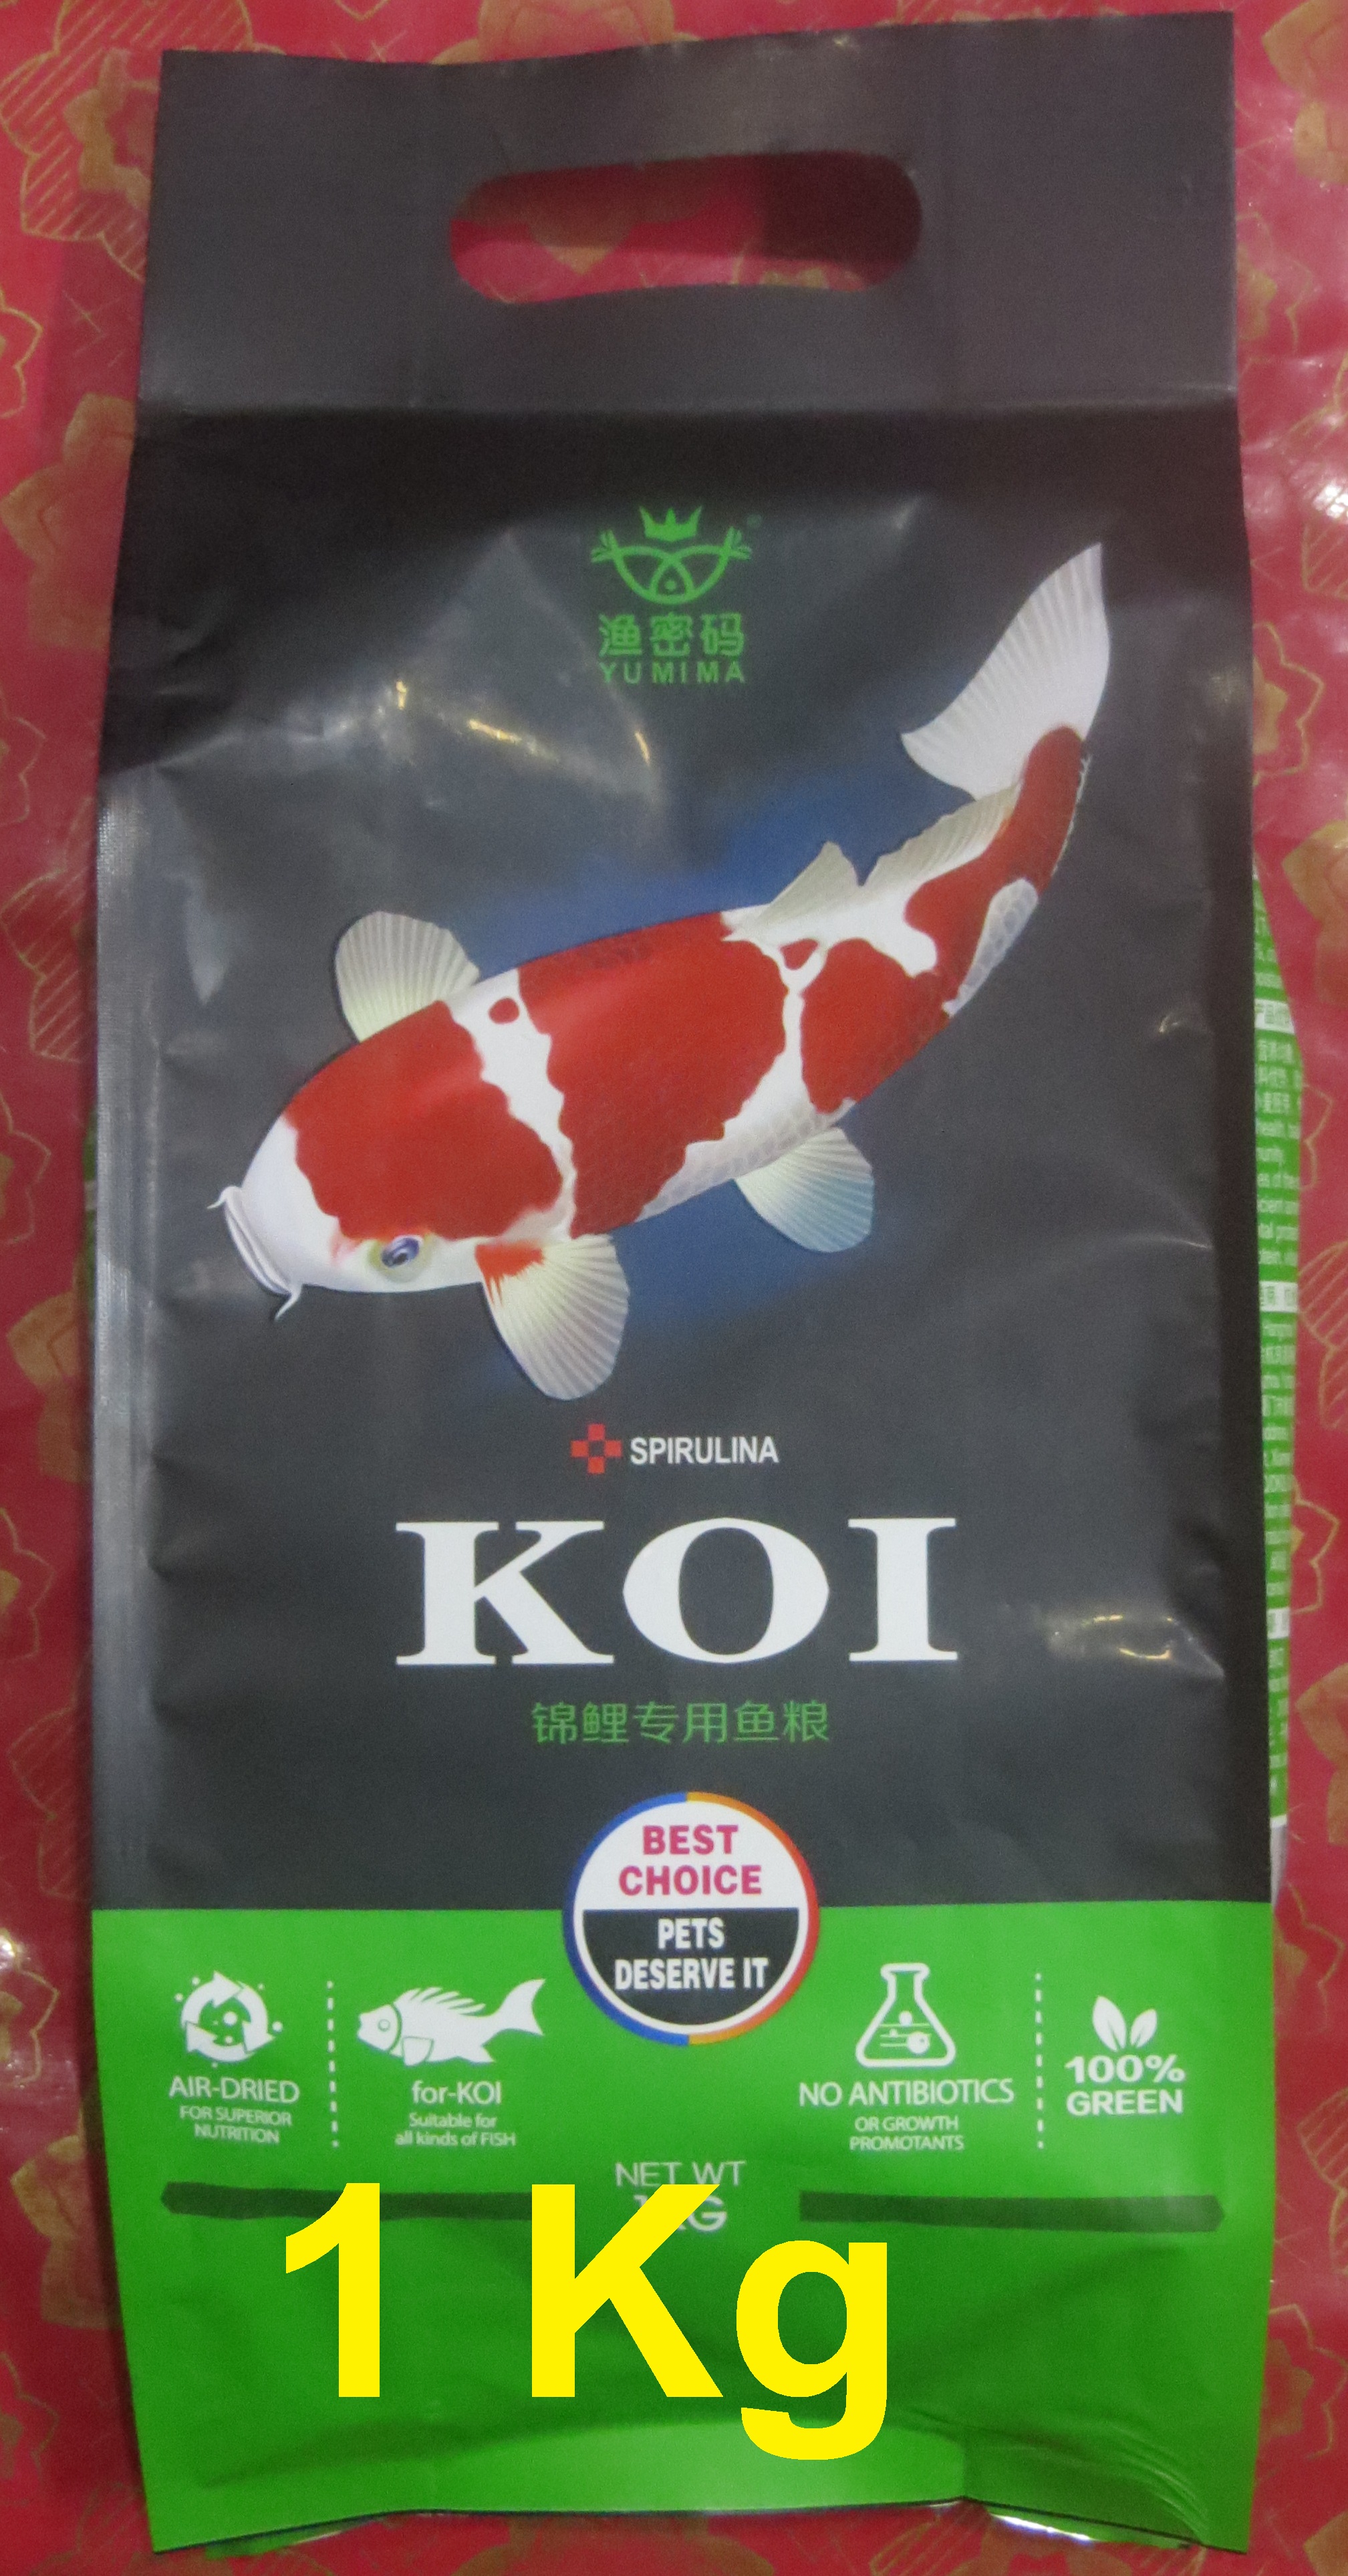 ®
渔密码
YUMIMA
SPIRULINA
KOI
锦鲤专用鱼粮
BEST
CHOICE
PETS
DESERVE IT
AIR-DRIED
FOR SUPERIOR
NUTRITION
for-KOI
Suitable for
all kinds of FISH
NO ANTIBIOTICS
OR GROWTH
PROMOTANTS
100%
GREEN
NET WT
1 Kg